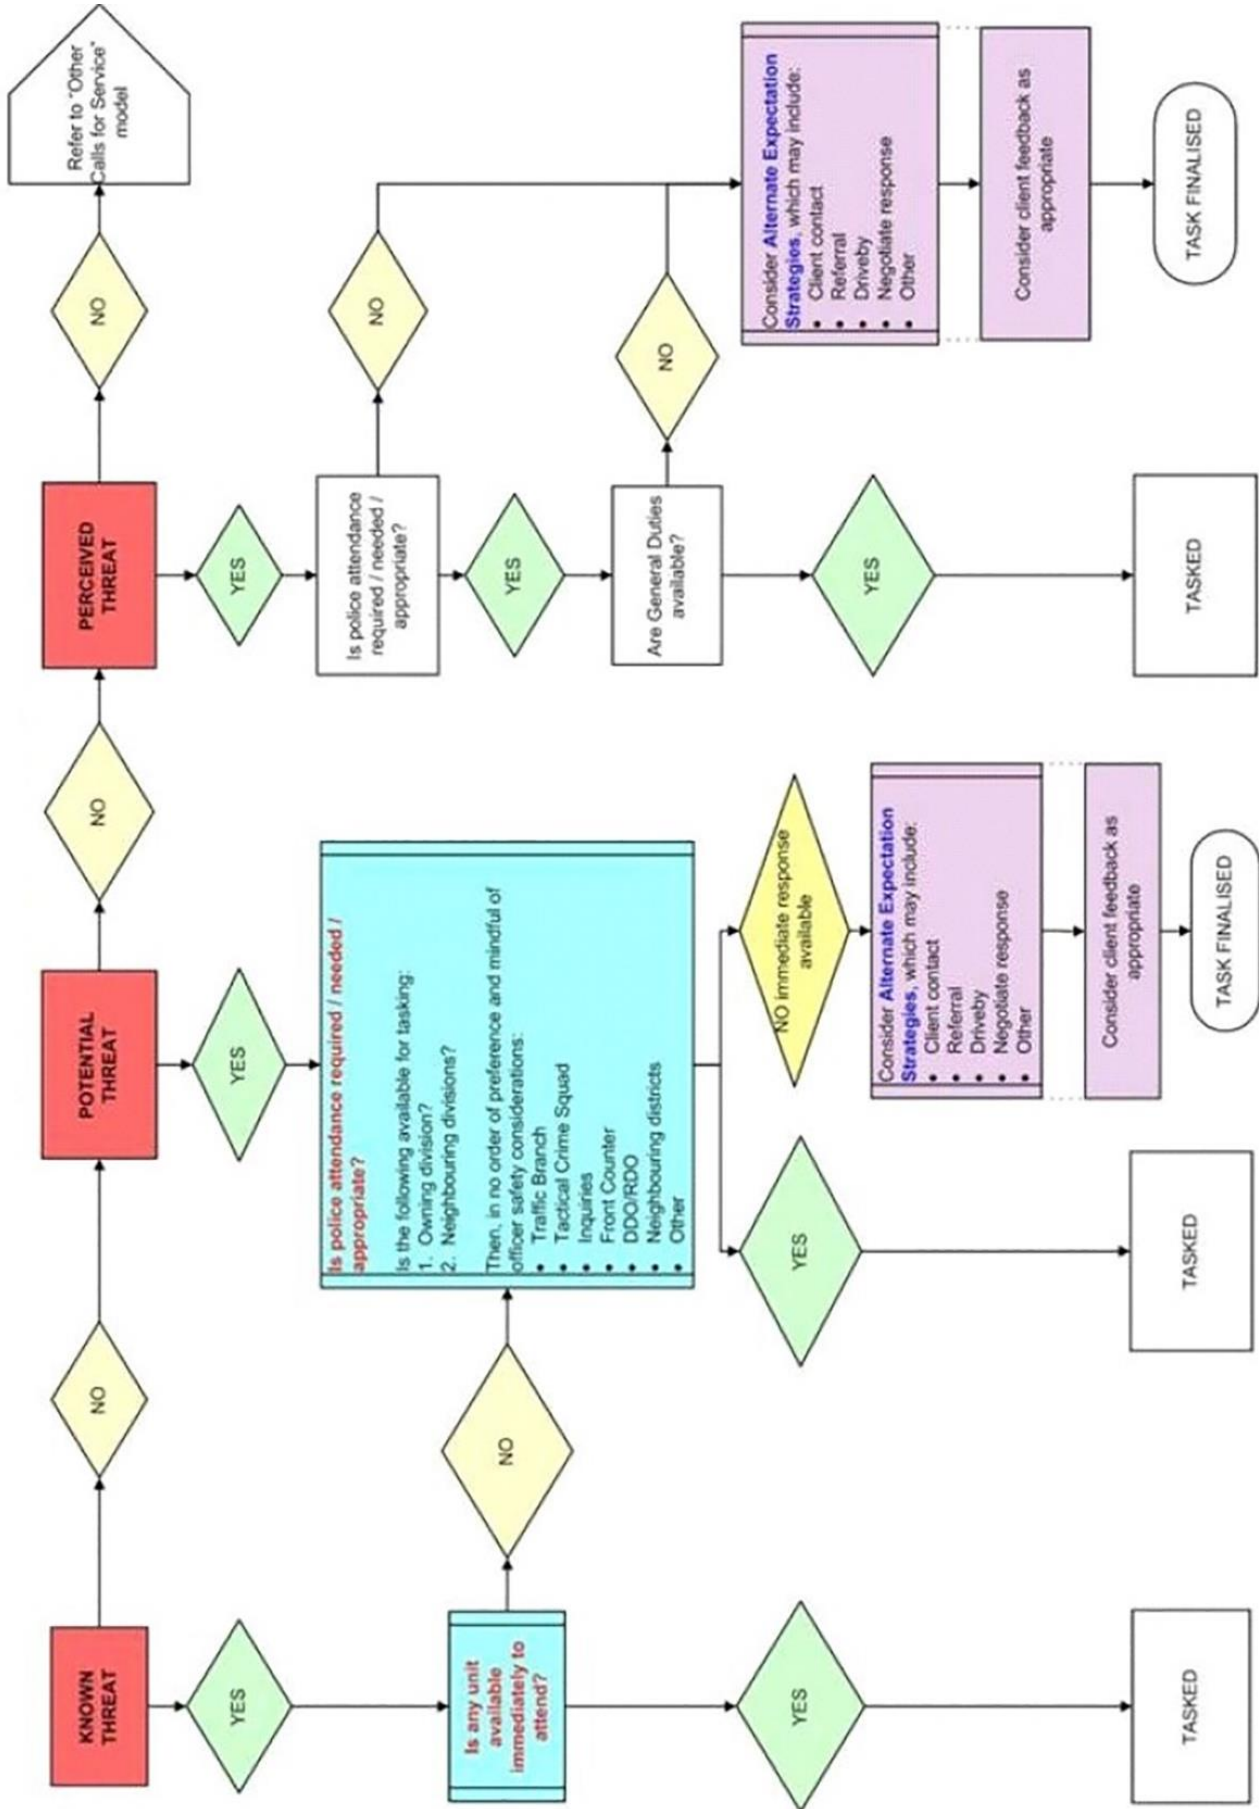 KNOWN
THREAT
NO
POTENTIAL
THREAT
NO
PERCEIVED
THREAT
NO
Refer to "Other
Calls for Service"
model
YES
YES
YES
Is any unit
available
immediately to
attend?
NO
Is police attendance required / needed /
appropriate?
Is the following available for tasking:
1. Owning division?
2. Neighbouring divisions?
Then, in no order of preference and mindful of
officer safety considerations:
• Traffic Branch
• Tactical Crime Squad
• Inquiries
• Front Counter
• DDO/RDO
• Neighbouring districts
• Other
Is police attendance
required / needed /
appropriate?
NO
YES
Are General Duties
available?
NO
YES
YES
NO immediate response
available
YES
Consider Alternate Expectation
Strategies, which may include:
• Client contact
• Referral
• Driveby
• Negotiate response
• Other
Consider client feedback as
appropriate
TASK FINALISED
Consider Alternate Expectation
Strategies, which may include:
• Client contact
• Referral
• Driveby
• Negotiate response
• Other
Consider client feedback as
appropriate
TASKED
TASKED
TASK FINALISED
TASKED